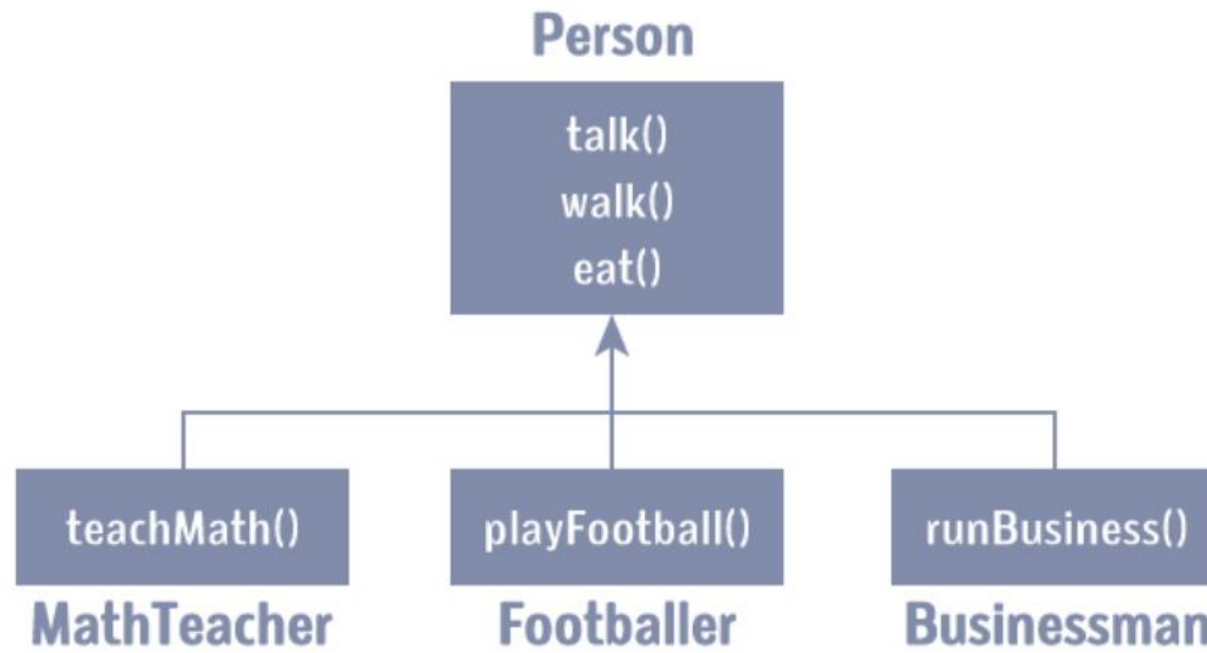 Person
talk()
walk()
eat()
teachMath()
playFootball()
runBusiness()
MathTeacher
Footballer
Businessman